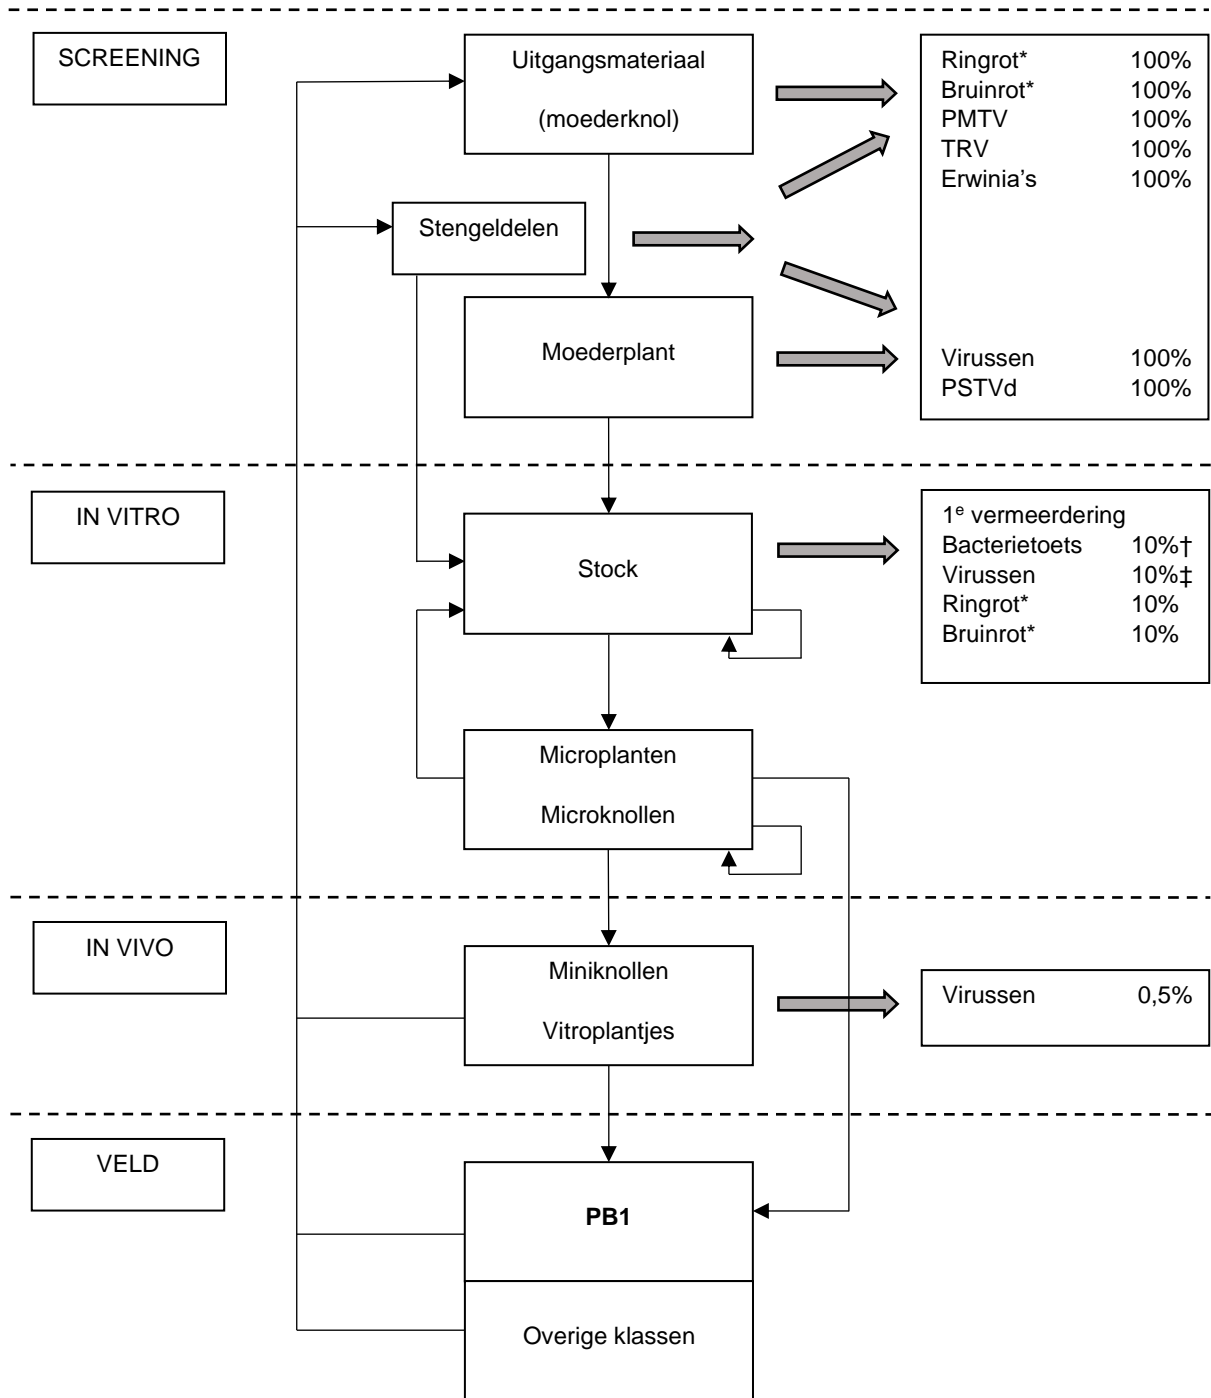 SCREENING
Uitgangsmateriaal
(moederknol)
Ringrot* 100%
Bruinrot* 100%
PMTV 100%
TRV 100%
Erwinia’s 100%
Stengeldelen
Moederplant
Virussen 100%
PSTVd 100%
IN VITRO
Stock
1e vermeerdering
Bacterietoets 10%†
Virussen 10%‡
Ringrot* 10%
Bruinrot* 10%
Microplanten
Microknollen
IN VIVO
Miniknollen
Vitroplantjes
Virussen 0,5%
VELD
PB1
Overige klassen